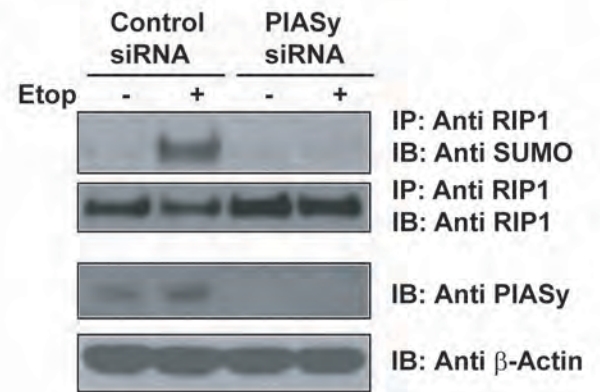 Control PIASy
siRNA siRNA
Etop - + - +
IP: Anti RIP1
IB: Anti SUMO
IP: Anti RIP1
IB: Anti RIP1
IB: Anti PIASy
IB: Anti β-Actin